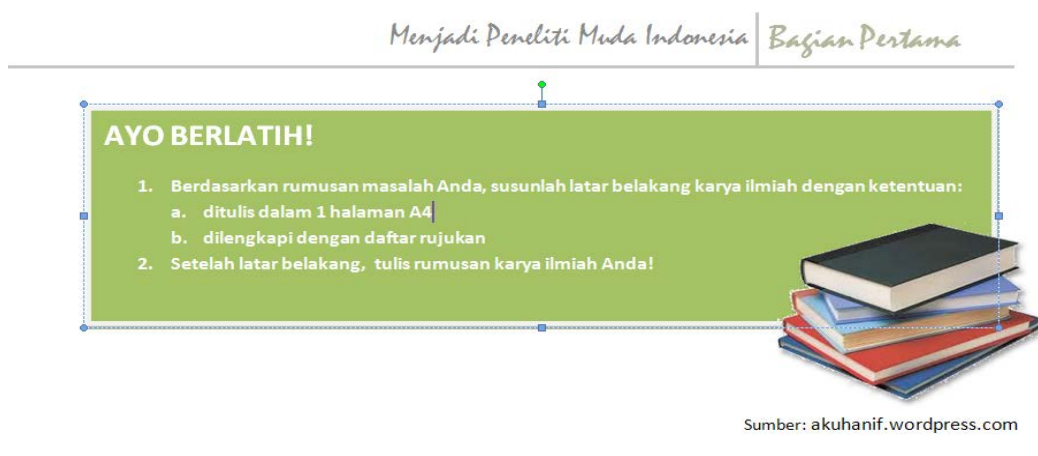 Menjadi Peneliti Muda Indonesia Bagian Pertama
AYO BERLATIH!
1. Berdasarkan rumusan masalah Anda, susunlah latar belakang karya ilmiah dengan ketentuan:
a. ditulis dalam 1 halaman A4
b. dilengkapi dengan daftar rujukan
2. Setelah latar belakang, tulis rumusan karya ilmiah Anda!
Sumber: akuhanif.wordpress.com